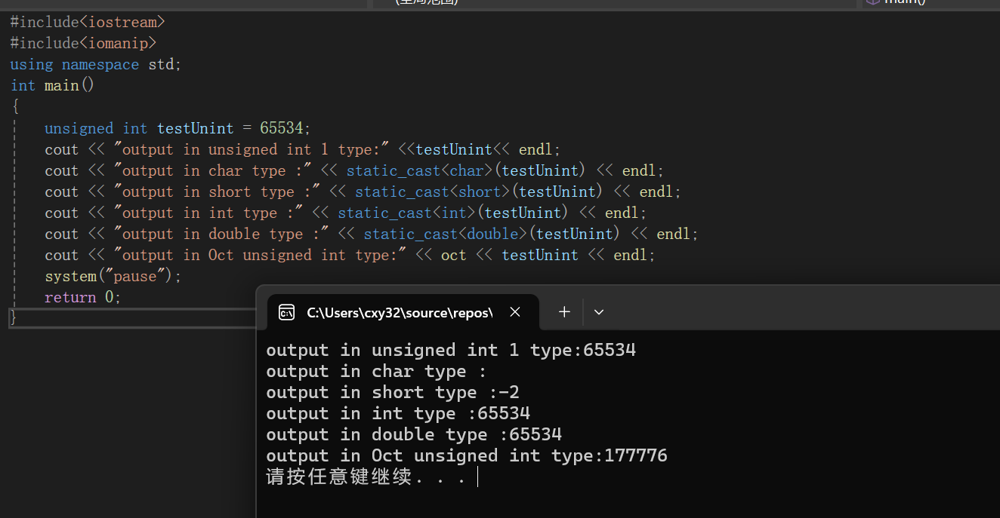 (全局范围) main()
#include<iostream>
#include<iomanip>
using namespace std;
int main()
{
unsigned int testUnint = 65534;
cout << "output in unsigned int 1 type:" <<testUnint<< endl;
cout << "output in char type :" << static_cast<char>(testUnint) << endl;
cout << "output in short type :" << static_cast<short>(testUnint) << endl;
cout << "output in int type :" << static_cast<int>(testUnint) << endl;
cout << "output in double type :" << static_cast<double>(testUnint) << endl;
cout << "output in Oct unsigned int type:" << oct << testUnint << endl;
system("pause");
return 0;
}
C:\Users\cxy32\source\repos\
output in unsigned int 1 type:65534
output in char type :
output in short type :-2
output in int type :65534
output in double type :65534
output in Oct unsigned int type:177776
请按任意键继续. . .